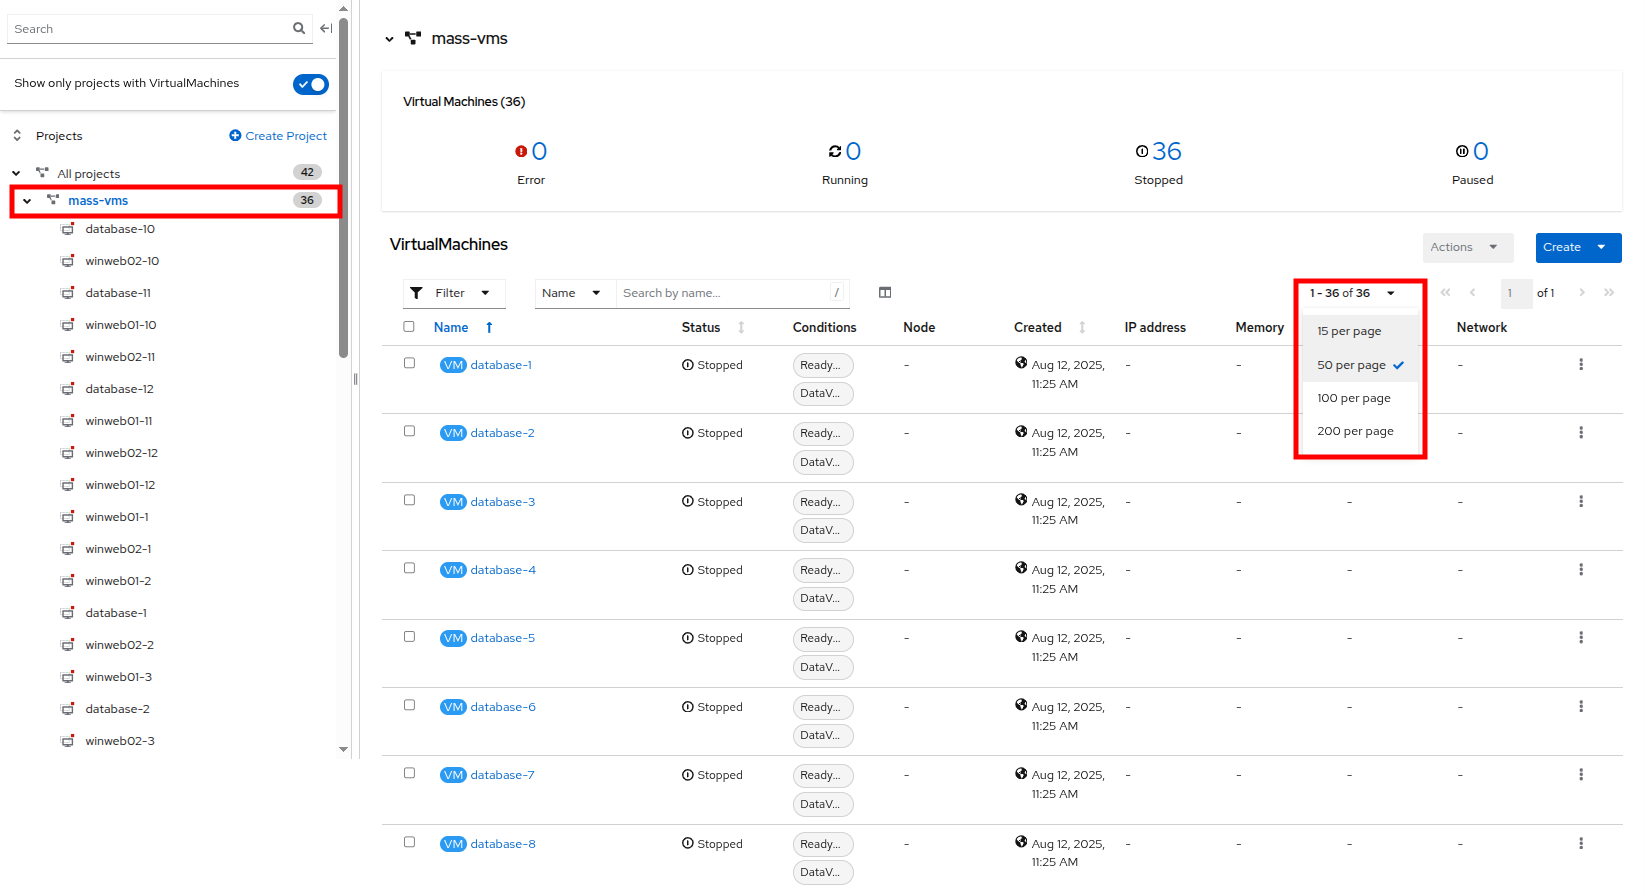 Search
Show only projects with VirtualMachines
Projects
Create Project
All projects 42
mass-vms 36
database-10
winweb02-10
database-11
winweb01-10
winweb02-11
database-12
winweb01-11
winweb02-12
winweb01-12
winweb01-1
winweb02-1
winweb01-2
database-1
winweb02-2
winweb01-3
database-2
winweb02-3
mass-vms
Virtual Machines (36)
0 0 36 0
Error Running Stopped Paused
VirtualMachines
Actions Create
Filter Name Search by name... / 1 - 36 of 36 1 of 1
15 per page
50 per page
100 per page
200 per page
Name Status Conditions Node Created IP address Memory Network
VM database-1 Stopped Ready... - Aug 12, 2025, - - -
DataV... 11:25 AM
VM database-2 Stopped Ready... - Aug 12, 2025, - - -
DataV... 11:25 AM
VM database-3 Stopped Ready... - Aug 12, 2025, - - - -
DataV... 11:25 AM
VM database-4 Stopped Ready... - Aug 12, 2025, - - - -
DataV... 11:25 AM
VM database-5 Stopped Ready... - Aug 12, 2025, - - - -
DataV... 11:25 AM
VM database-6 Stopped Ready... - Aug 12, 2025, - - - -
DataV... 11:25 AM
VM database-7 Stopped Ready... - Aug 12, 2025, - - - -
DataV... 11:25 AM
VM database-8 Stopped Ready... - Aug 12, 2025, - - - -
DataV... 11:25 AM